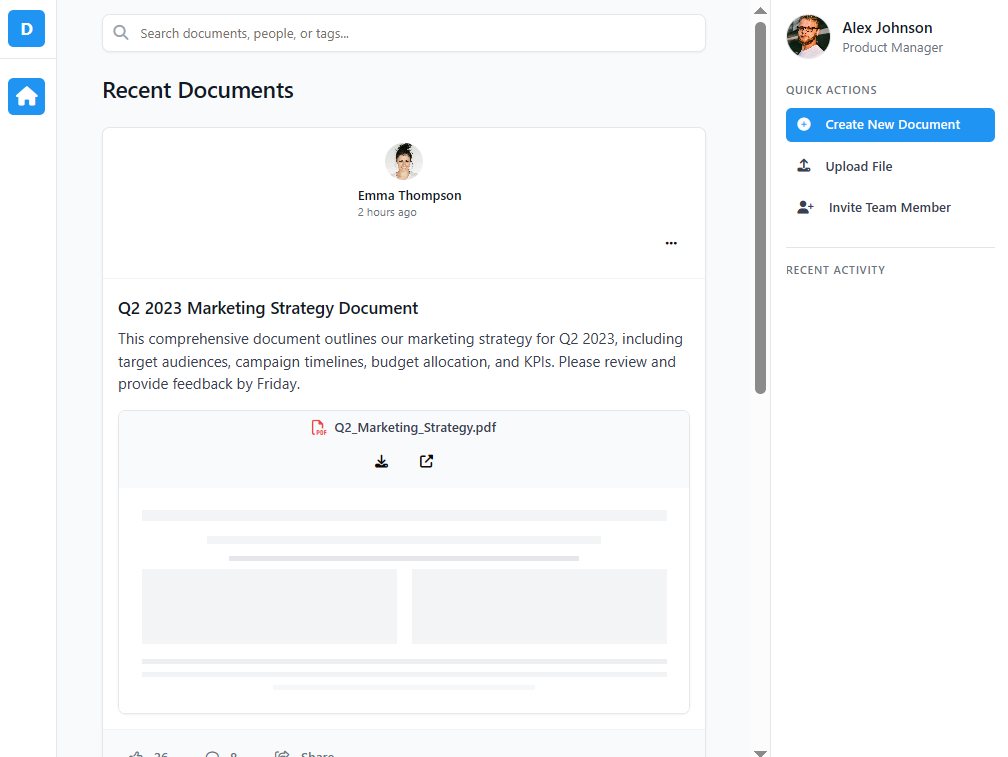 D
Search documents, people, or tags...
Recent Documents
Emma Thompson
2 hours ago
Q2 2023 Marketing Strategy Document
This comprehensive document outlines our marketing strategy for Q2 2023, including
target audiences, campaign timelines, budget allocation, and KPIs. Please review and
provide feedback by Friday.
PDF
Q2_Marketing_Strategy.pdf
Share
Alex Johnson
Product Manager
QUICK ACTIONS
Create New Document
Upload File
Invite Team Member
RECENT ACTIVITY